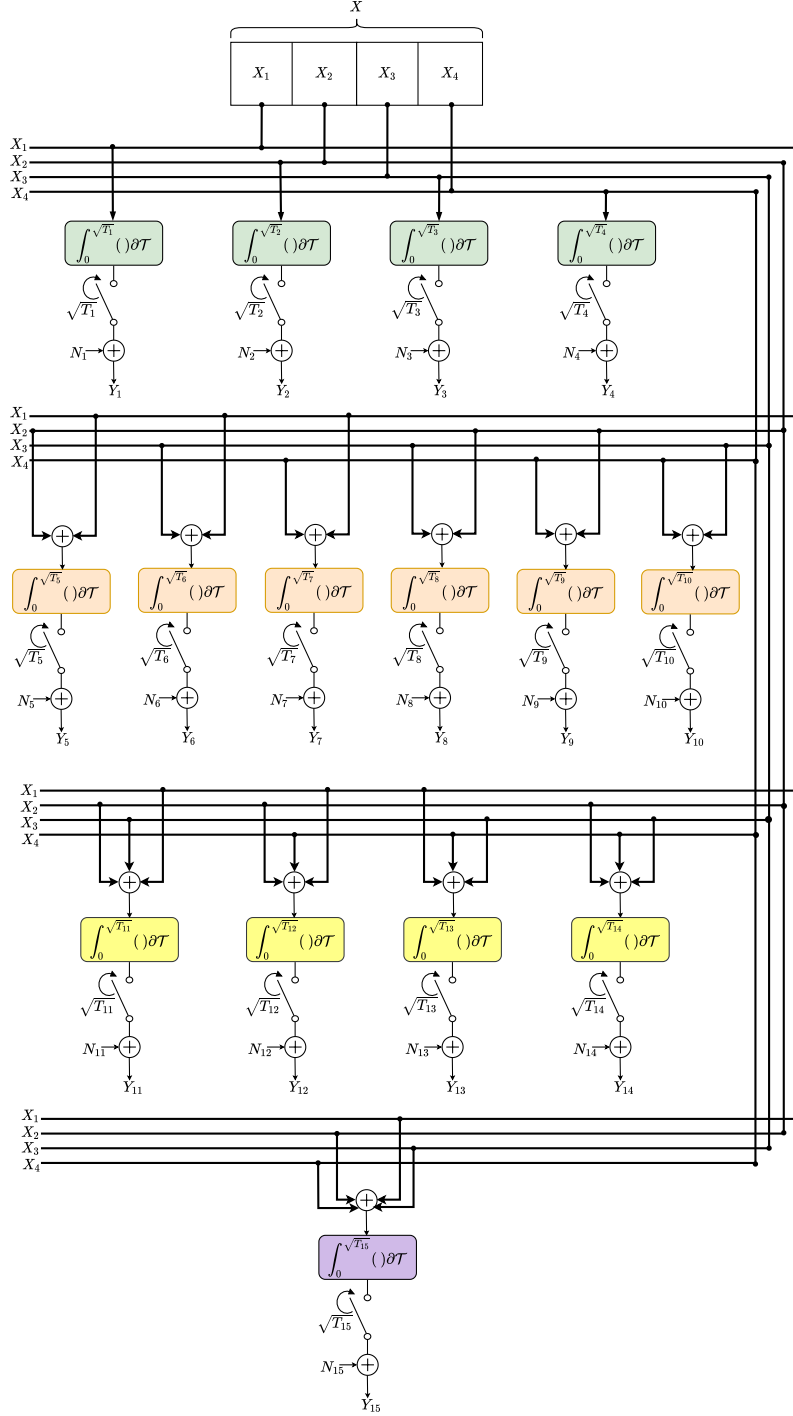 X
X₁ X₂ X₃ X₄
X₁
X₂
X₃
X₄
∫₀^√T₁ ( )∂𝒯 ∫₀^√T₂ ( )∂𝒯 ∫₀^√T₃ ( )∂𝒯 ∫₀^√T₄ ( )∂𝒯
√T₁ √T₂ √T₃ √T₄
N₁ + N₂ + N₃ + N₄ +
Y₁ Y₂ Y₃ Y₄
X₁
X₂
X₃
X₄
+ + + + + +
∫₀^√T₅ ( )∂𝒯 ∫₀^√T₆ ( )∂𝒯 ∫₀^√T₇ ( )∂𝒯 ∫₀^√T₈ ( )∂𝒯 ∫₀^√T₉ ( )∂𝒯 ∫₀^√T₁₀ ( )∂𝒯
√T₅ √T₆ √T₇ √T₈ √T₉ √T₁₀
N₅ + N₆ + N₇ + N₈ + N₉ + N₁₀ +
Y₅ Y₆ Y₇ Y₈ Y₉ Y₁₀
X₁
X₂
X₃
X₄
+ + + +
∫₀^√T₁₁ ( )∂𝒯 ∫₀^√T₁₂ ( )∂𝒯 ∫₀^√T₁₃ ( )∂𝒯 ∫₀^√T₁₄ ( )∂𝒯
√T₁₁ √T₁₂ √T₁₃ √T₁₄
N₁₁ + N₁₂ + N₁₃ + N₁₄ +
Y₁₁ Y₁₂ Y₁₃ Y₁₄
X₁
X₂
X₃
X₄
+
∫₀^√T₁₅ ( )∂𝒯
√T₁₅
N₁₅ +
Y₁₅